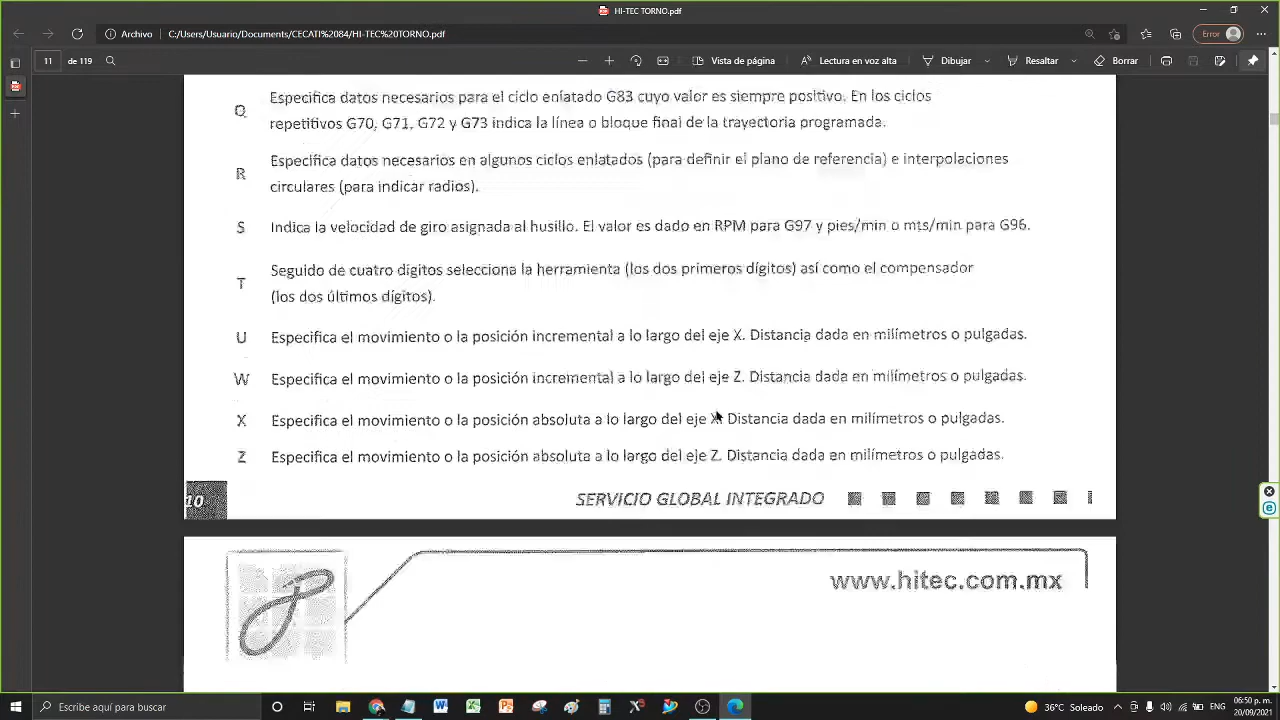 HI-TEC TORNO.pdf
Archivo | C:/Users/Usuario/Documents/CECATI%2084/HI-TEC%20TORNO.pdf
Error
11 de 119
Vista de página
Lectura en voz alta
Dibujar
Resaltar
Borrar
Q Especifica datos necesarios para el ciclo enlatado G83 cuyo valor es siempre positivo. En los ciclos
repetitivos G70, G71, G72 y G73 indica la línea o bloque final de la trayectoria programada.
R Especifica datos necesarios en algunos ciclos enlatados (para definir el plano de referencia) e interpolaciones
circulares (para indicar radios).
S Indica la velocidad de giro asignada al husillo. El valor es dado en RPM para G97 y pies/min o mts/min para G96.
T Seguido de cuatro dígitos selecciona la herramienta (los dos primeros dígitos) así como el compensador
(los dos últimos dígitos).
U Especifica el movimiento o la posición incremental a lo largo del eje X. Distancia dada en milímetros o pulgadas.
W Especifica el movimiento o la posición incremental a lo largo del eje Z. Distancia dada en milímetros o pulgadas.
X Especifica el movimiento o la posición absoluta a lo largo del eje X. Distancia dada en milímetros o pulgadas.
Z Especifica el movimiento o la posición absoluta a lo largo del eje Z. Distancia dada en milímetros o pulgadas.
10
SERVICIO GLOBAL INTEGRADO
www.hitec.com.mx
Escribe aquí para buscar
36°C Soleado
ENG
06:50 p. m.
20/09/2021